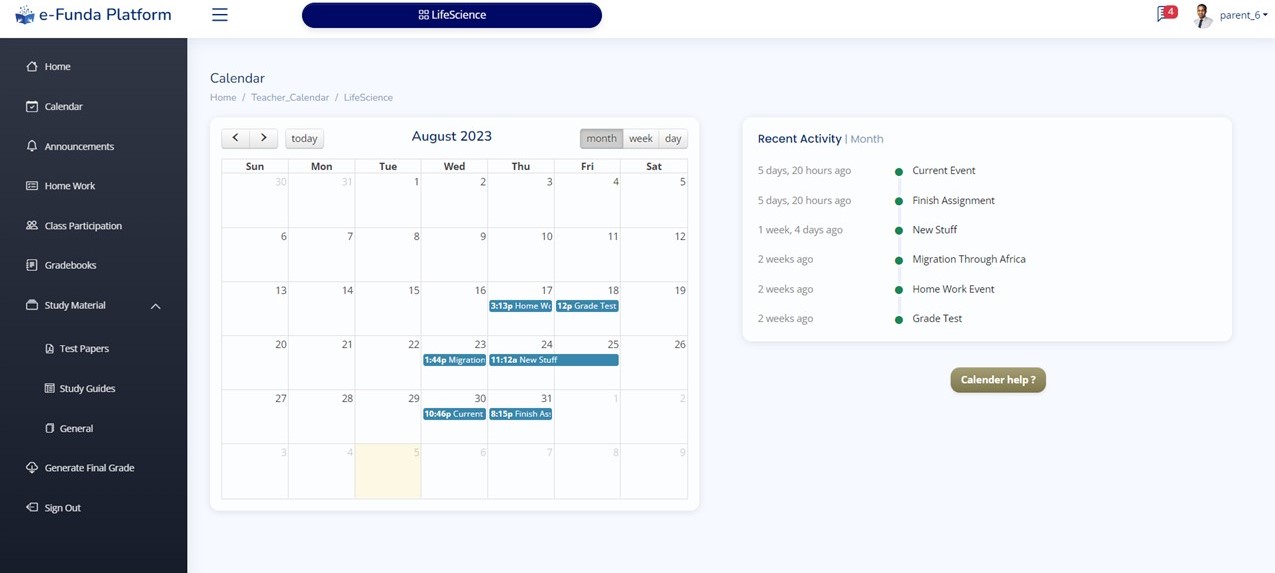 e-Funda Platform
LifeScience
4
parent_6
Home
Calendar
Announcements
Home Work
Class Participation
Gradebooks
Study Material
Test Papers
Study Guides
General
Generate Final Grade
Sign Out
Calendar
Home / Teacher_Calendar / LifeScience
today
August 2023
month week day
Sun Mon Tue Wed Thu Fri Sat
30 31 1 2 3 4 5
6 7 8 9 10 11 12
13 14 15 16 17 18 19
3:13p Home Wo 12p Grade Test
20 21 22 23 24 25 26
1:44p Migration 11:12a New Stuff
27 28 29 30 31 1 2
10:46p Current 8:15p Finish Ass
3 4 5 6 7 8 9
Recent Activity | Month
5 days, 20 hours ago Current Event
5 days, 20 hours ago Finish Assignment
1 week, 4 days ago New Stuff
2 weeks ago Migration Through Africa
2 weeks ago Home Work Event
2 weeks ago Grade Test
Calender help ?